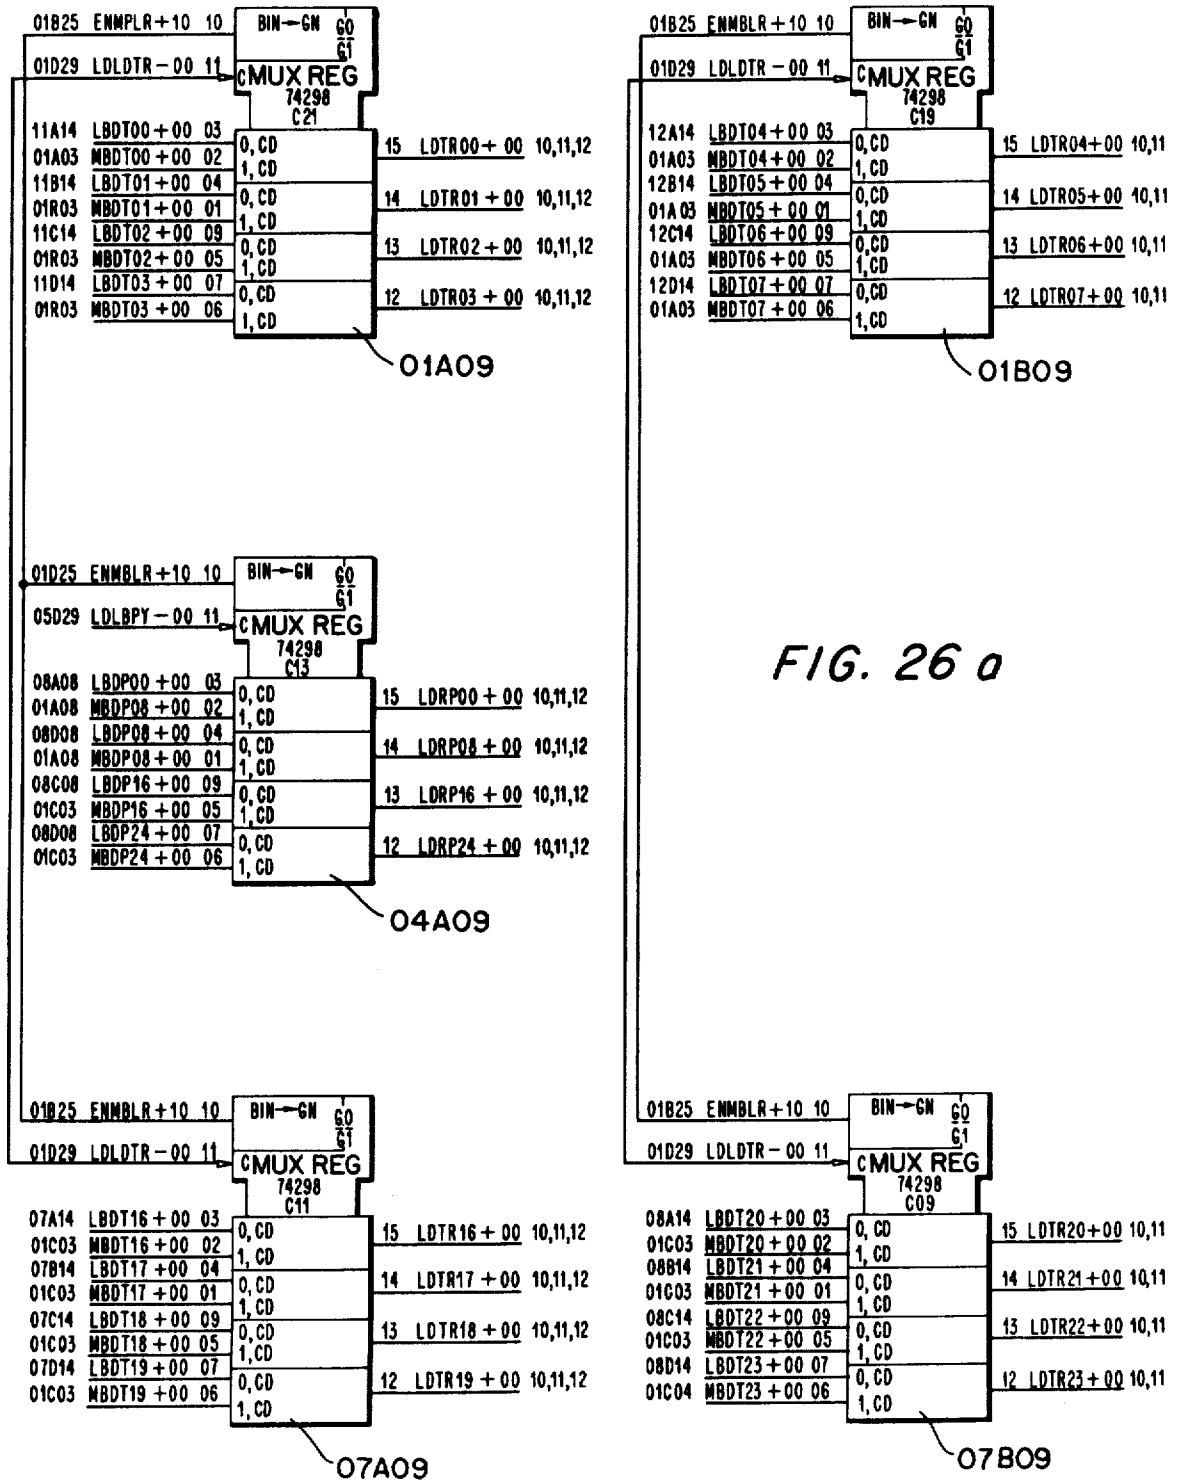 01B25 ENMPLR+10 10
BIN→GN G0
G1
01D29 LDLDTR-00 11
C MUX REG
74298
C21
11A14 LBDT00+00 03
0,CD
15 LDTR00+00 10,11,12
01A03 MBDT00+00 02
1,CD
11B14 LBDT01+00 04
0,CD
14 LDTR01+00 10,11,12
01R03 MBDT01+00 01
1,CD
11C14 LBDT02+00 09
0,CD
13 LDTR02+00 10,11,12
01R03 MBDT02+00 05
1,CD
11D14 LBDT03+00 07
0,CD
12 LDTR03+00 10,11,12
01R03 MBDT03+00 06
1,CD
01A09
01B25 ENMBLR+10 10
BIN→GN G0
G1
01D29 LDLDTR-00 11
C MUX REG
74298
C19
12A14 LBDT04+00 03
0,CD
15 LDTR04+00 10,11
01A03 MBDT04+00 02
1,CD
12B14 LBDT05+00 04
0,CD
14 LDTR05+00 10,11
01A03 MBDT05+00 01
1,CD
12C14 LBDT06+00 09
0,CD
13 LDTR06+00 10,11
01A03 MBDT06+00 05
1,CD
12D14 LBDT07+00 07
0,CD
12 LDTR07+00 10,11
01A03 MBDT07+00 06
1,CD
01B09
01D25 ENMBLR+10 10
BIN→GN G0
G1
05D29 LDLBPY-00 11
C MUX REG
74298
C13
08A08 LBDP00+00 03
0,CD
15 LDRP00+00 10,11,12
01A08 MBDP08+00 02
1,CD
08D08 LBDP08+00 04
0,CD
14 LDRP08+00 10,11,12
01A08 MBDP08+00 01
1,CD
08C08 LBDP16+00 09
0,CD
13 LDRP16+00 10,11,12
01C03 MBDP16+00 05
1,CD
08D08 LBDP24+00 07
0,CD
12 LDRP24+00 10,11,12
01C03 MBDP24+00 06
1,CD
04A09
FIG. 26 a
01B25 ENMBLR+10 10
BIN→GN G0
G1
01D29 LDLDTR-00 11
C MUX REG
74298
C11
07A14 LBDT16+00 03
0,CD
15 LDTR16+00 10,11,12
01C03 MBDT16+00 02
1,CD
07B14 LBDT17+00 04
0,CD
14 LDTR17+00 10,11,12
01C03 MBDT17+00 01
1,CD
07C14 LBDT18+00 09
0,CD
13 LDTR18+00 10,11,12
01C03 MBDT18+00 05
1,CD
07D14 LBDT19+00 07
0,CD
12 LDTR19+00 10,11,12
01C03 MBDT19+00 06
1,CD
07A09
01B25 ENMBLR+10 10
BIN→GN G0
G1
01D29 LDLDTR-00 11
C MUX REG
74298
C09
08A14 LBDT20+00 03
0,CD
15 LDTR20+00 10,11
01C03 MBDT20+00 02
1,CD
08B14 LBDT21+00 04
0,CD
14 LDTR21+00 10,11
01C03 MBDT21+00 01
1,CD
08C14 LBDT22+00 09
0,CD
13 LDTR22+00 10,11
01C03 MBDT22+00 05
1,CD
08D14 LBDT23+00 07
0,CD
12 LDTR23+00 10,11
01C04 MBDT23+00 06
1,CD
07B09